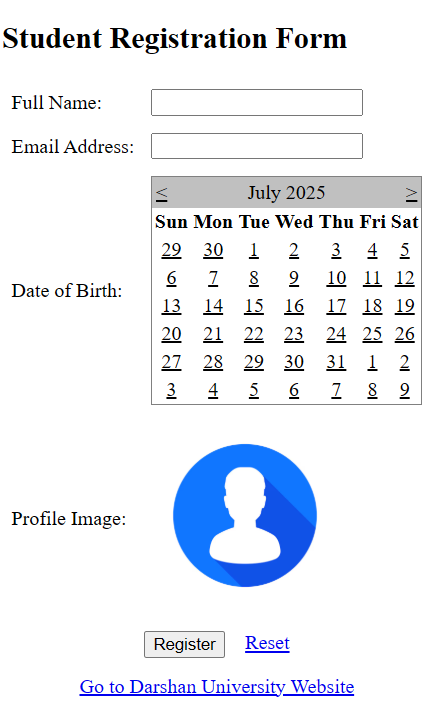 Student Registration Form
Full Name:
Email Address:
Date of Birth:
< July 2025 >
Sun Mon Tue Wed Thu Fri Sat
29 30 1 2 3 4 5
6 7 8 9 10 11 12
13 14 15 16 17 18 19
20 21 22 23 24 25 26
27 28 29 30 31 1 2
3 4 5 6 7 8 9
Profile Image:
Register Reset
Go to Darshan University Website